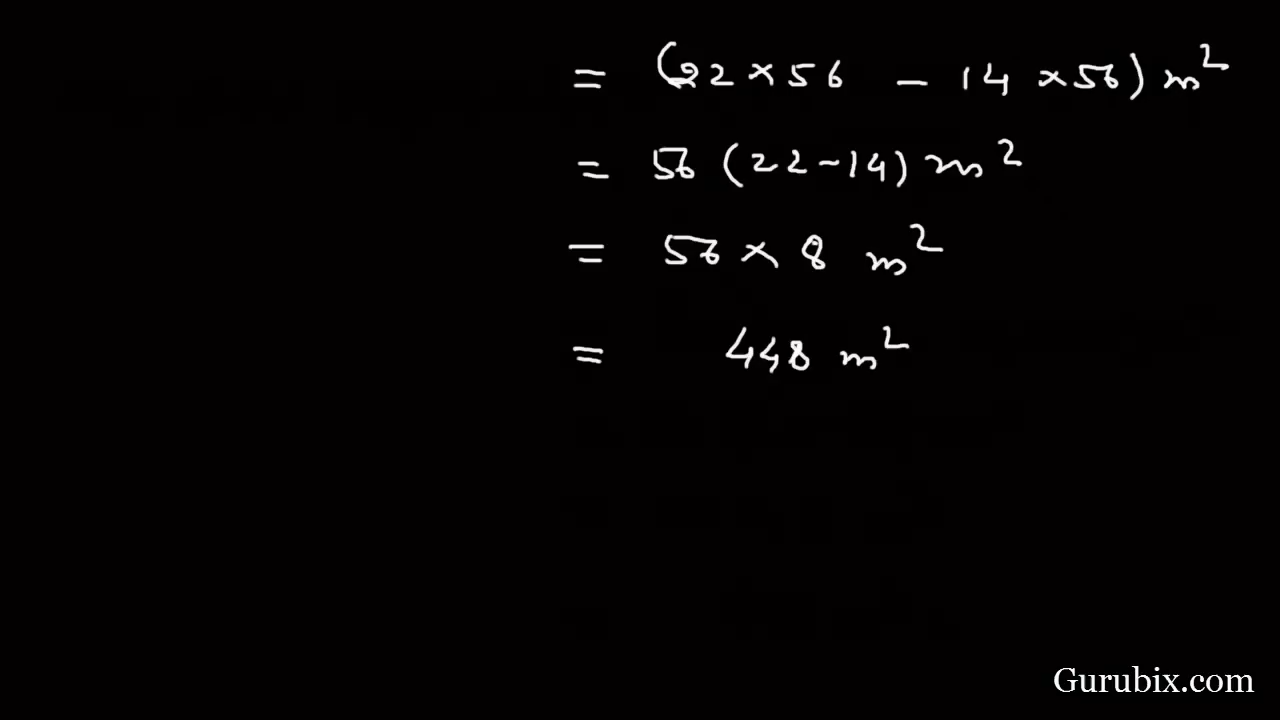 = (22 × 56 - 14 × 56) m²
= 56 (22 - 14) m²
= 56 × 8 m²
= 448 m²
Gurubix.com